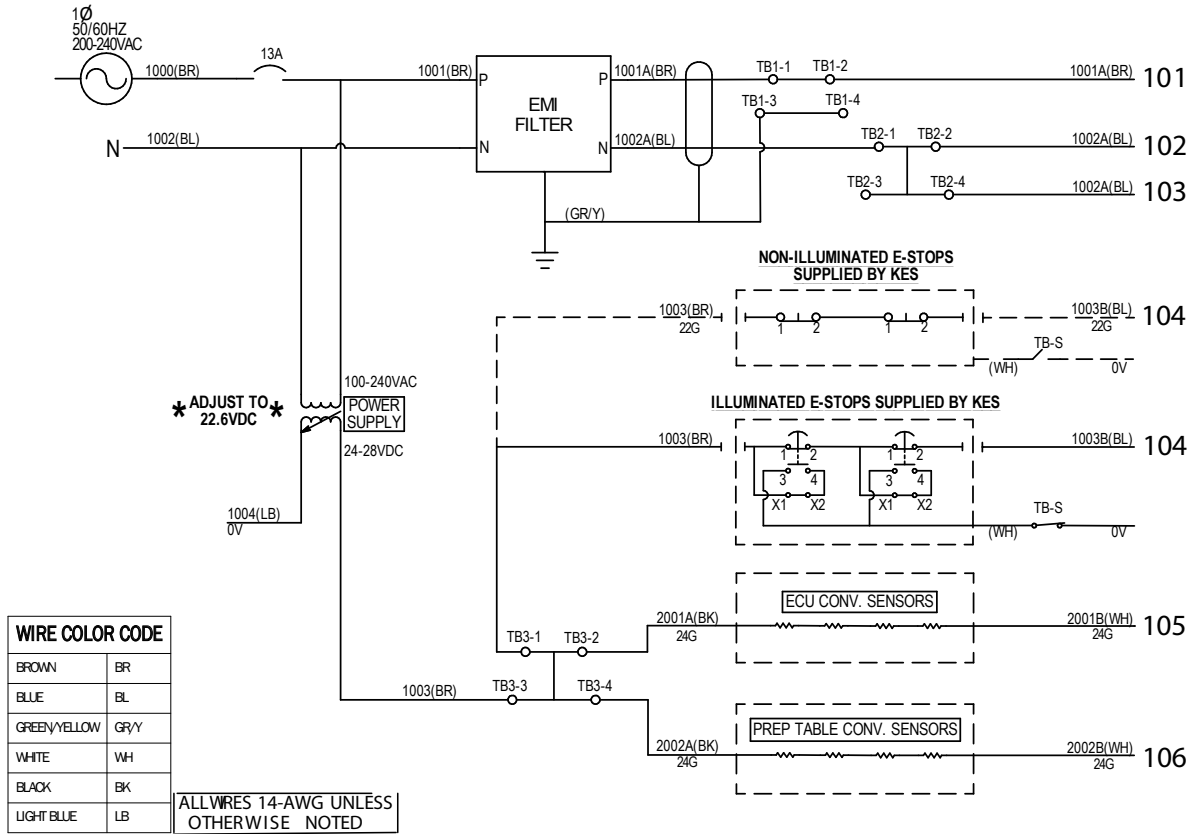 1Ø
50/60HZ
200-240VAC
1000(BR)
13A
1001(BR)
P
1001A(BR)
TB1-1
TB1-2
1001A(BR)
101
EMI
FILTER
TB1-3
TB1-4
N
1002(BL)
N
N
1002A(BL)
TB2-1
TB2-2
1002A(BL)
102
TB2-3
TB2-4
1002A(BL)
103
(GR/Y)
NON-ILLUMINATED E-STOPS
SUPPLIED BY KES
1003(BR)
22G
1
2
1
2
1003B(BL)
22G
104
TB-S
(WH)
0V
100-240VAC
* ADJUST TO *
22.6VDC
POWER
SUPPLY
24-28VDC
ILLUMINATED E-STOPS SUPPLIED BY KES
1003(BR)
1
2
1
2
1003B(BL)
104
3
4
3
4
X1
X2
X1
X2
TB-S
(WH)
0V
1004(LB)
0V
ECU CONV. SENSORS
2001A(BK)
24G
2001B(WH)
24G
105
TB3-1
TB3-2
1003(BR)
TB3-3
TB3-4
PREP TABLE CONV. SENSORS
2002A(BK)
24G
2002B(WH)
24G
106
WIRE COLOR CODE
BROWN BR
BLUE BL
GREEN/YELLOW GR/Y
WHITE WH
BLACK BK
LIGHT BLUE LB
ALL WIRES 14-AWG UNLESS
OTHERWISE NOTED